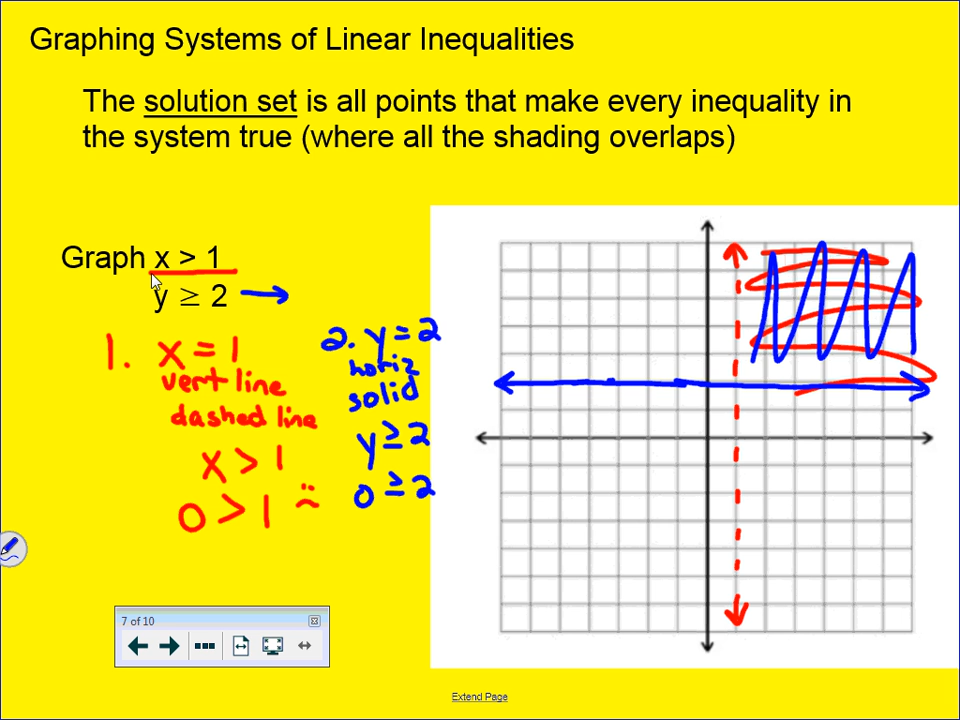 Graphing Systems of Linear Inequalities
The solution set is all points that make every inequality in
the system true (where all the shading overlaps)
Graph x > 1
y ≥ 2
1. x = 1
vert line
dashed line
x > 1
0 > 1
2. y = 2
horiz
solid
y ≥ 2
0 ≥ 2
7 of 10
Extend Page